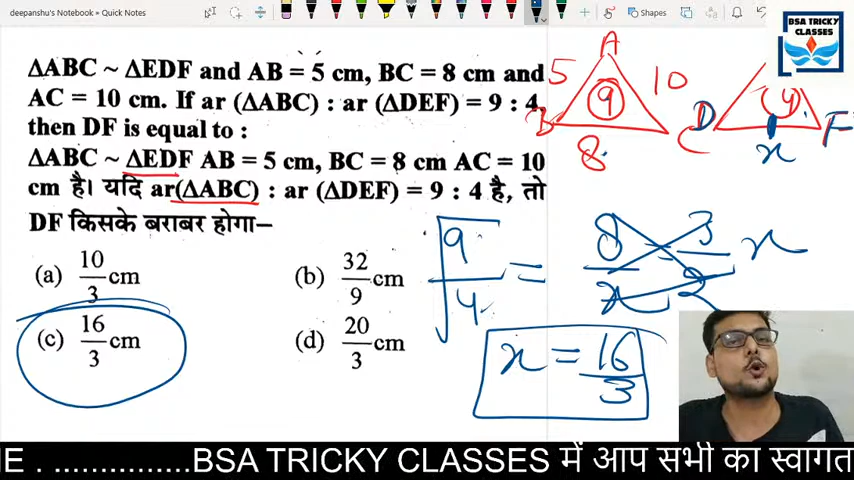 deepanshu's Notebook » Quick Notes
Shapes
BSA TRICKY
CLASSES
ΔABC ~ ΔEDF and AB = 5 cm, BC = 8 cm and
AC = 10 cm. If ar (ΔABC) : ar (ΔDEF) = 9 : 4,
then DF is equal to :
ΔABC ~ ΔEDF AB = 5 cm, BC = 8 cm AC = 10
cm है। यदि ar(ΔABC) : ar (ΔDEF) = 9 : 4 है, तो
DF किसके बराबर होगा–
(a) 10/3 cm
(b) 32/9 cm
(c) 16/3 cm
(d) 20/3 cm
A
5
10
9
B
8
C
D
4
F
x
√9/√4 = 8/x = 3/2 x
x = 16/3
E . ...............BSA TRICKY CLASSES में आप सभी का स्वागत